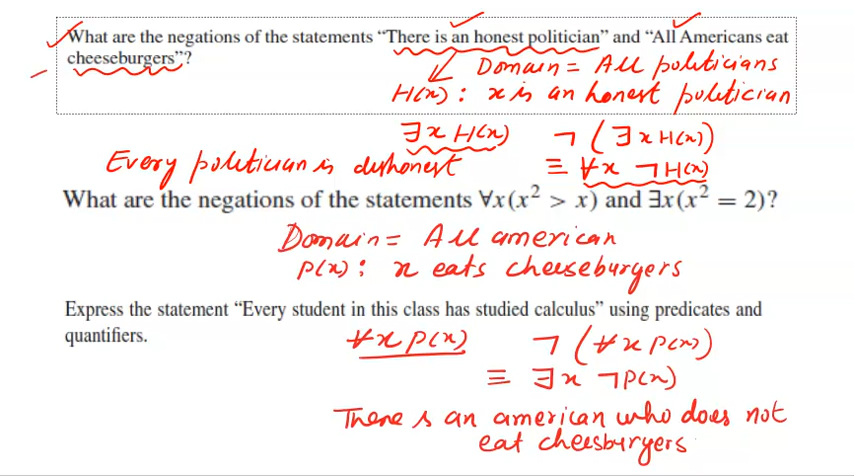 What are the negations of the statements “There is an honest politician” and “All Americans eat
cheeseburgers”?
Domain = All politicians
H(x) : x is an honest politician
∃x H(x) ¬ (∃x H(x))
Every politician is dishonest ≡ ∀x ¬H(x)
What are the negations of the statements ∀x(x² > x) and ∃x(x² = 2)?
Domain = All american
P(x) : x eats cheeseburgers
Express the statement “Every student in this class has studied calculus” using predicates and
quantifiers.
∀x P(x) ¬ (∀x P(x))
≡ ∃x ¬P(x)
There is an american who does not
eat cheesburgers